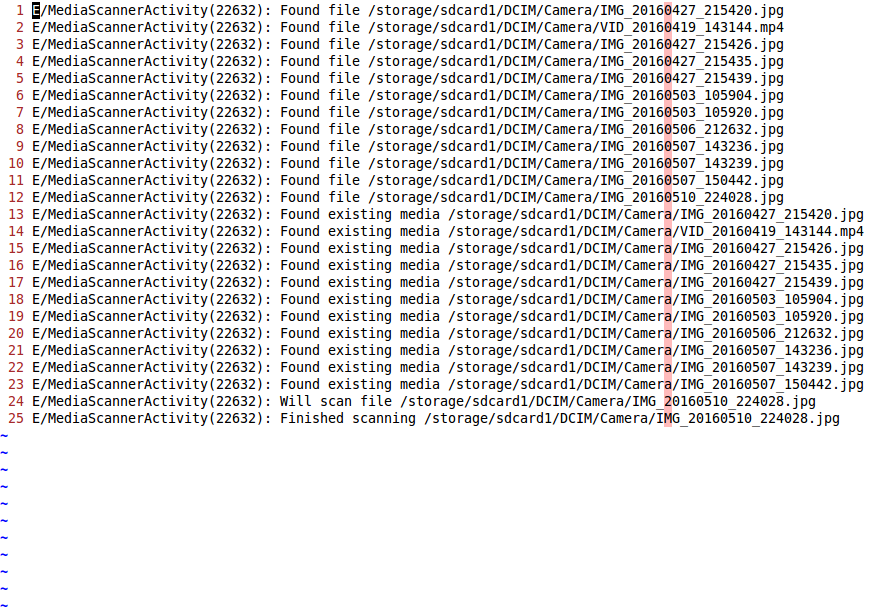 1 E/MediaScannerActivity(22632): Found file /storage/sdcard1/DCIM/Camera/IMG_20160427_215420.jpg
2 E/MediaScannerActivity(22632): Found file /storage/sdcard1/DCIM/Camera/VID_20160419_143144.mp4
3 E/MediaScannerActivity(22632): Found file /storage/sdcard1/DCIM/Camera/IMG_20160427_215426.jpg
4 E/MediaScannerActivity(22632): Found file /storage/sdcard1/DCIM/Camera/IMG_20160427_215435.jpg
5 E/MediaScannerActivity(22632): Found file /storage/sdcard1/DCIM/Camera/IMG_20160427_215439.jpg
6 E/MediaScannerActivity(22632): Found file /storage/sdcard1/DCIM/Camera/IMG_20160503_105904.jpg
7 E/MediaScannerActivity(22632): Found file /storage/sdcard1/DCIM/Camera/IMG_20160503_105920.jpg
8 E/MediaScannerActivity(22632): Found file /storage/sdcard1/DCIM/Camera/IMG_20160506_212632.jpg
9 E/MediaScannerActivity(22632): Found file /storage/sdcard1/DCIM/Camera/IMG_20160507_143236.jpg
10 E/MediaScannerActivity(22632): Found file /storage/sdcard1/DCIM/Camera/IMG_20160507_143239.jpg
11 E/MediaScannerActivity(22632): Found file /storage/sdcard1/DCIM/Camera/IMG_20160507_150442.jpg
12 E/MediaScannerActivity(22632): Found file /storage/sdcard1/DCIM/Camera/IMG_20160510_224028.jpg
13 E/MediaScannerActivity(22632): Found existing media /storage/sdcard1/DCIM/Camera/IMG_20160427_215420.jpg
14 E/MediaScannerActivity(22632): Found existing media /storage/sdcard1/DCIM/Camera/VID_20160419_143144.mp4
15 E/MediaScannerActivity(22632): Found existing media /storage/sdcard1/DCIM/Camera/IMG_20160427_215426.jpg
16 E/MediaScannerActivity(22632): Found existing media /storage/sdcard1/DCIM/Camera/IMG_20160427_215435.jpg
17 E/MediaScannerActivity(22632): Found existing media /storage/sdcard1/DCIM/Camera/IMG_20160427_215439.jpg
18 E/MediaScannerActivity(22632): Found existing media /storage/sdcard1/DCIM/Camera/IMG_20160503_105904.jpg
19 E/MediaScannerActivity(22632): Found existing media /storage/sdcard1/DCIM/Camera/IMG_20160503_105920.jpg
20 E/MediaScannerActivity(22632): Found existing media /storage/sdcard1/DCIM/Camera/IMG_20160506_212632.jpg
21 E/MediaScannerActivity(22632): Found existing media /storage/sdcard1/DCIM/Camera/IMG_20160507_143236.jpg
22 E/MediaScannerActivity(22632): Found existing media /storage/sdcard1/DCIM/Camera/IMG_20160507_143239.jpg
23 E/MediaScannerActivity(22632): Found existing media /storage/sdcard1/DCIM/Camera/IMG_20160507_150442.jpg
24 E/MediaScannerActivity(22632): Will scan file /storage/sdcard1/DCIM/Camera/IMG_20160510_224028.jpg
25 E/MediaScannerActivity(22632): Finished scanning /storage/sdcard1/DCIM/Camera/IMG_20160510_224028.jpg
~
~
~
~
~
~
~
~
~
~
~